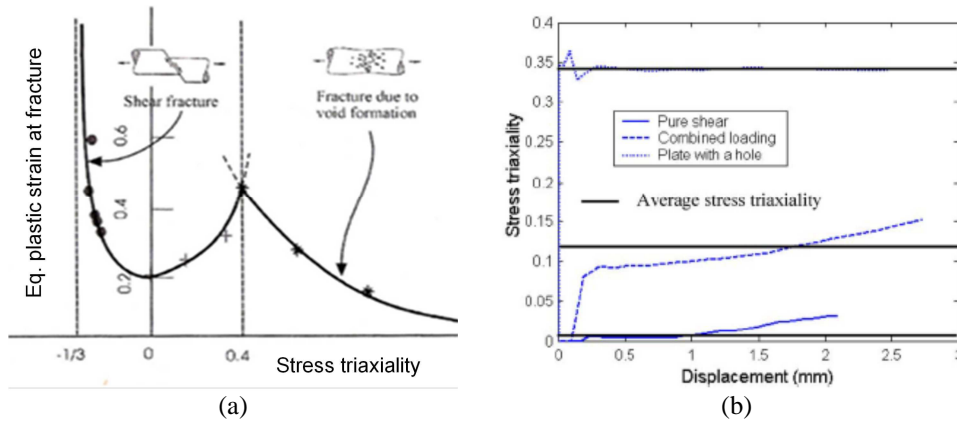 Eq. plastic strain at fracture
Shear fracture
Fracture due to
void formation
0.6
0.4
0.2
-1/3
0
0.4
Stress triaxiality
(a)
Stress triaxiality
0.4
0.35
0.3
0.25
0.2
0.15
0.1
0.05
0
Pure shear
Combined loading
Plate with a hole
Average stress triaxiality
0
0.5
1
1.5
2
2.5
3
Displacement (mm)
(b)